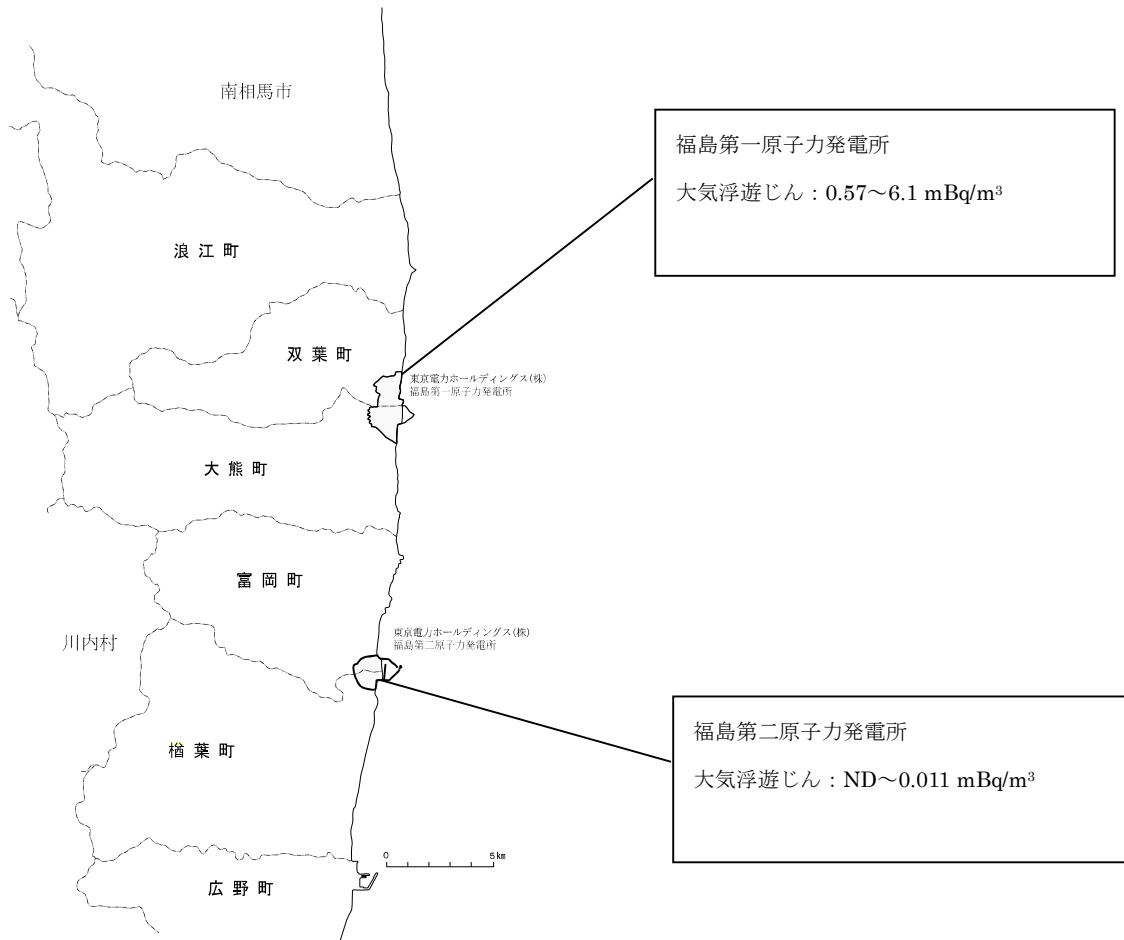 南相馬市
福島第一原子力発電所
大気浮遊じん：0.57～6.1 mBq/m³
浪江町
双葉町
東京電力ホールディングス(株)
福島第一原子力発電所
大熊町
富岡町
東京電力ホールディングス(株)
福島第二原子力発電所
川内村
福島第二原子力発電所
大気浮遊じん：ND～0.011 mBq/m³
楢葉町
0 5km
広野町